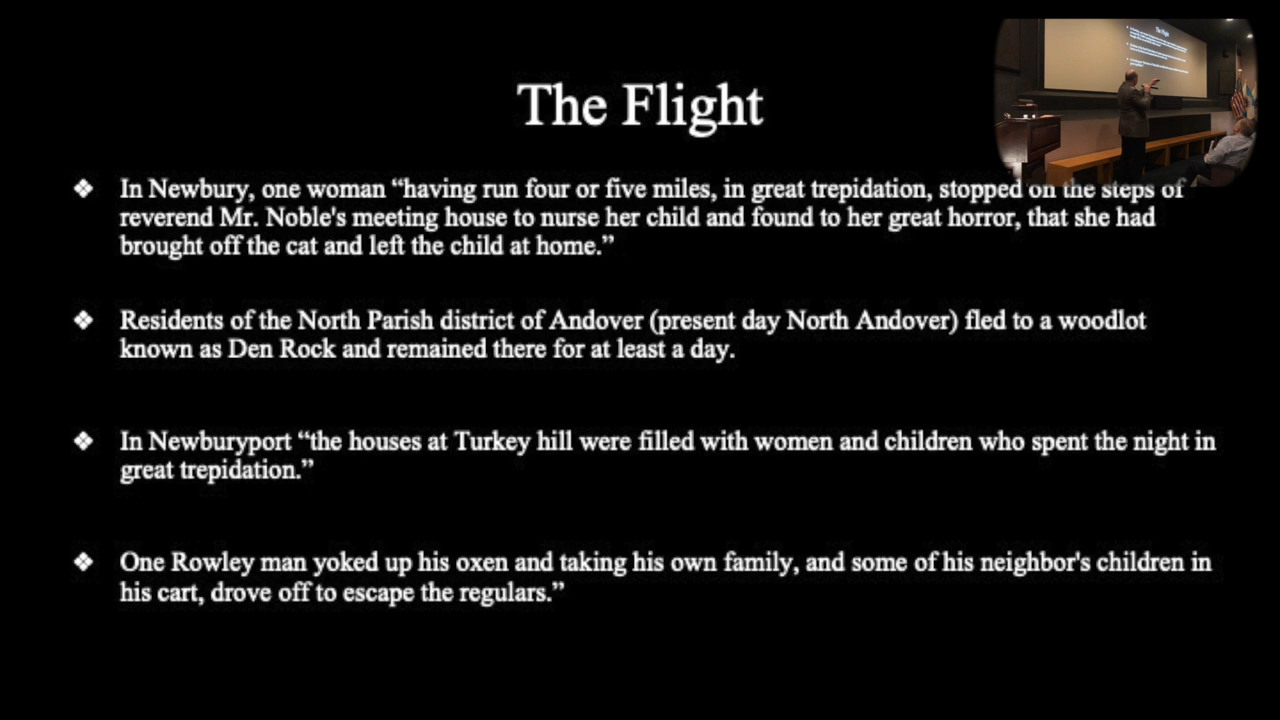 The Flight
❖ In Newbury, one woman “having run four or five miles, in great trepidation, stopped on the steps of
reverend Mr. Noble's meeting house to nurse her child and found to her great horror, that she had
brought off the cat and left the child at home.”
❖ Residents of the North Parish district of Andover (present day North Andover) fled to a woodlot
known as Den Rock and remained there for at least a day.
❖ In Newburyport “the houses at Turkey hill were filled with women and children who spent the night in
great trepidation.”
❖ One Rowley man yoked up his oxen and taking his own family, and some of his neighbor's children in
his cart, drove off to escape the regulars.”